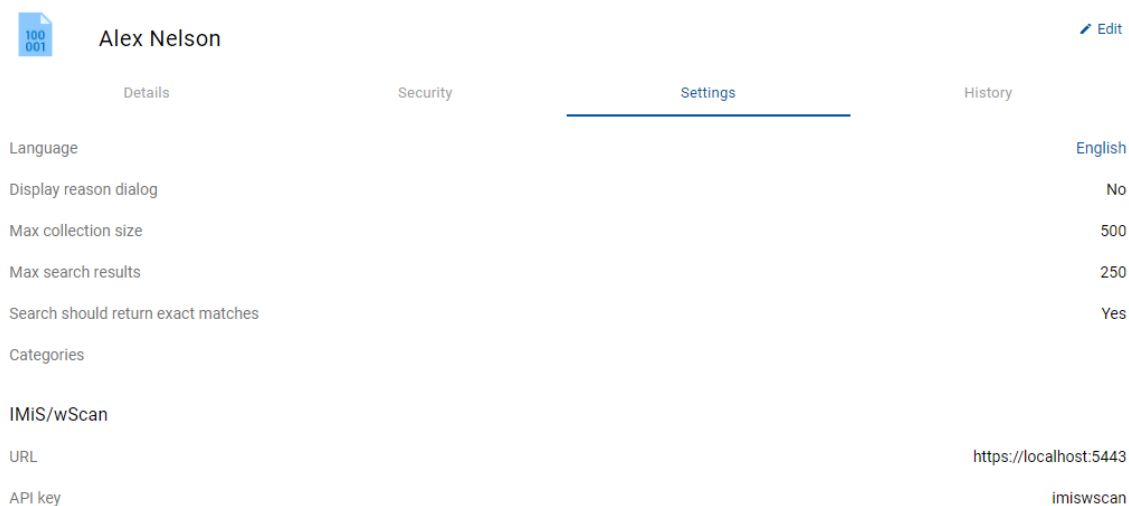 100
001
Alex Nelson
Edit
Details Security Settings History
Language English
Display reason dialog No
Max collection size 500
Max search results 250
Search should return exact matches Yes
Categories
IMiS/wScan
URL https://localhost:5443
API key imiswscan